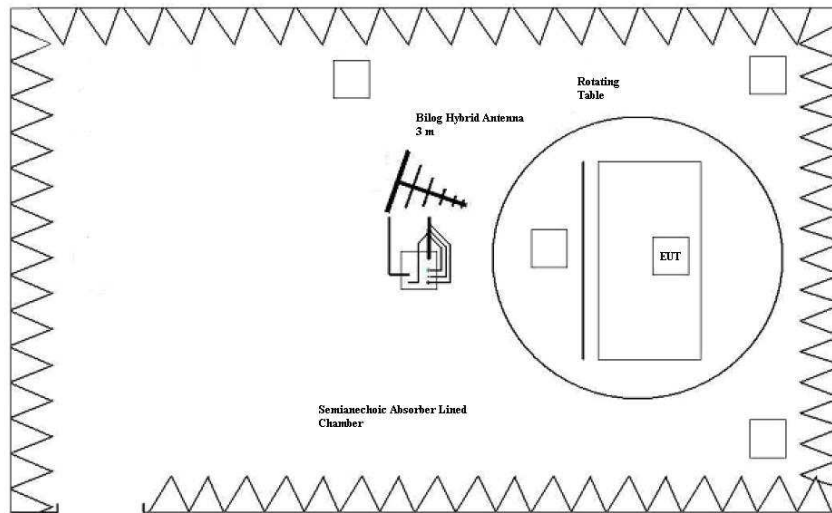 Rotating
Table
Bilog Hybrid Antenna
3 m
EUT
Semianechoic Absorber Lined
Chamber